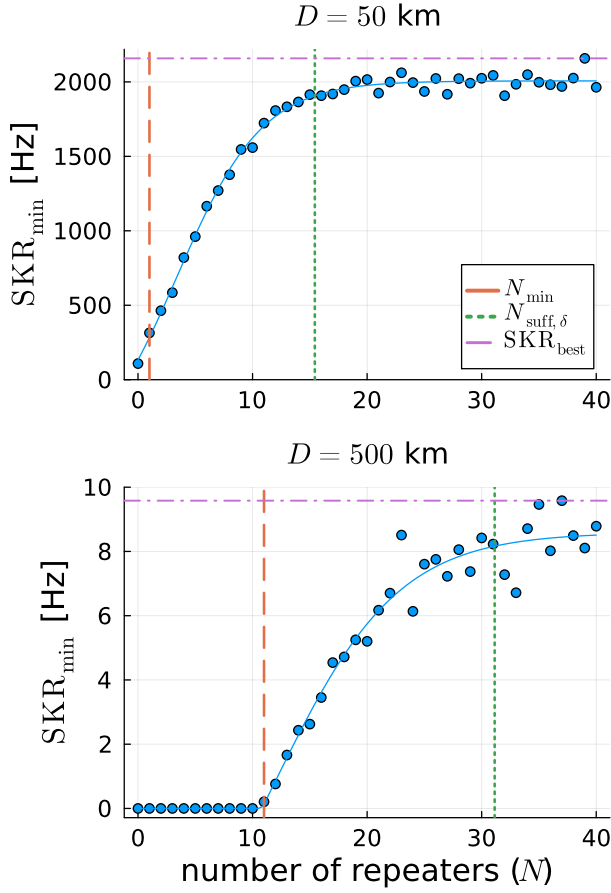 D = 50 km
SKR_min [Hz]
2000
1500
1000
500
0
N_min
N_suff, δ
SKR_best
0 10 20 30 40
D = 500 km
SKR_min [Hz]
10
8
6
4
2
0
0 10 20 30 40
number of repeaters (N)